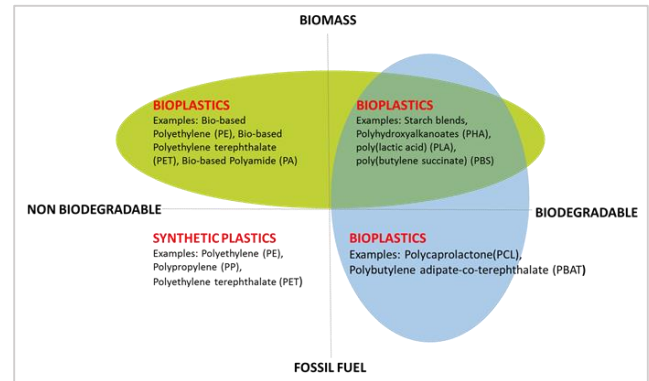 BIOMASS
BIOPLASTICS
Examples: Bio-based
Polyethylene (PE), Bio-based
Polyethylene terephthalate
(PET), Bio-based Polyamide (PA)
BIOPLASTICS
Examples: Starch blends,
Polyhydroxyalkanoates (PHA),
poly(lactic acid) (PLA),
poly(butylene succinate) (PBS)
NON BIODEGRADABLE
BIODEGRADABLE
SYNTHETIC PLASTICS
Examples: Polyethylene (PE),
Polypropylene (PP),
Polyethylene terephthalate (PET)
BIOPLASTICS
Examples: Polycaprolactone(PCL),
Polybutylene adipate-co-terephthalate (PBAT)
FOSSIL FUEL